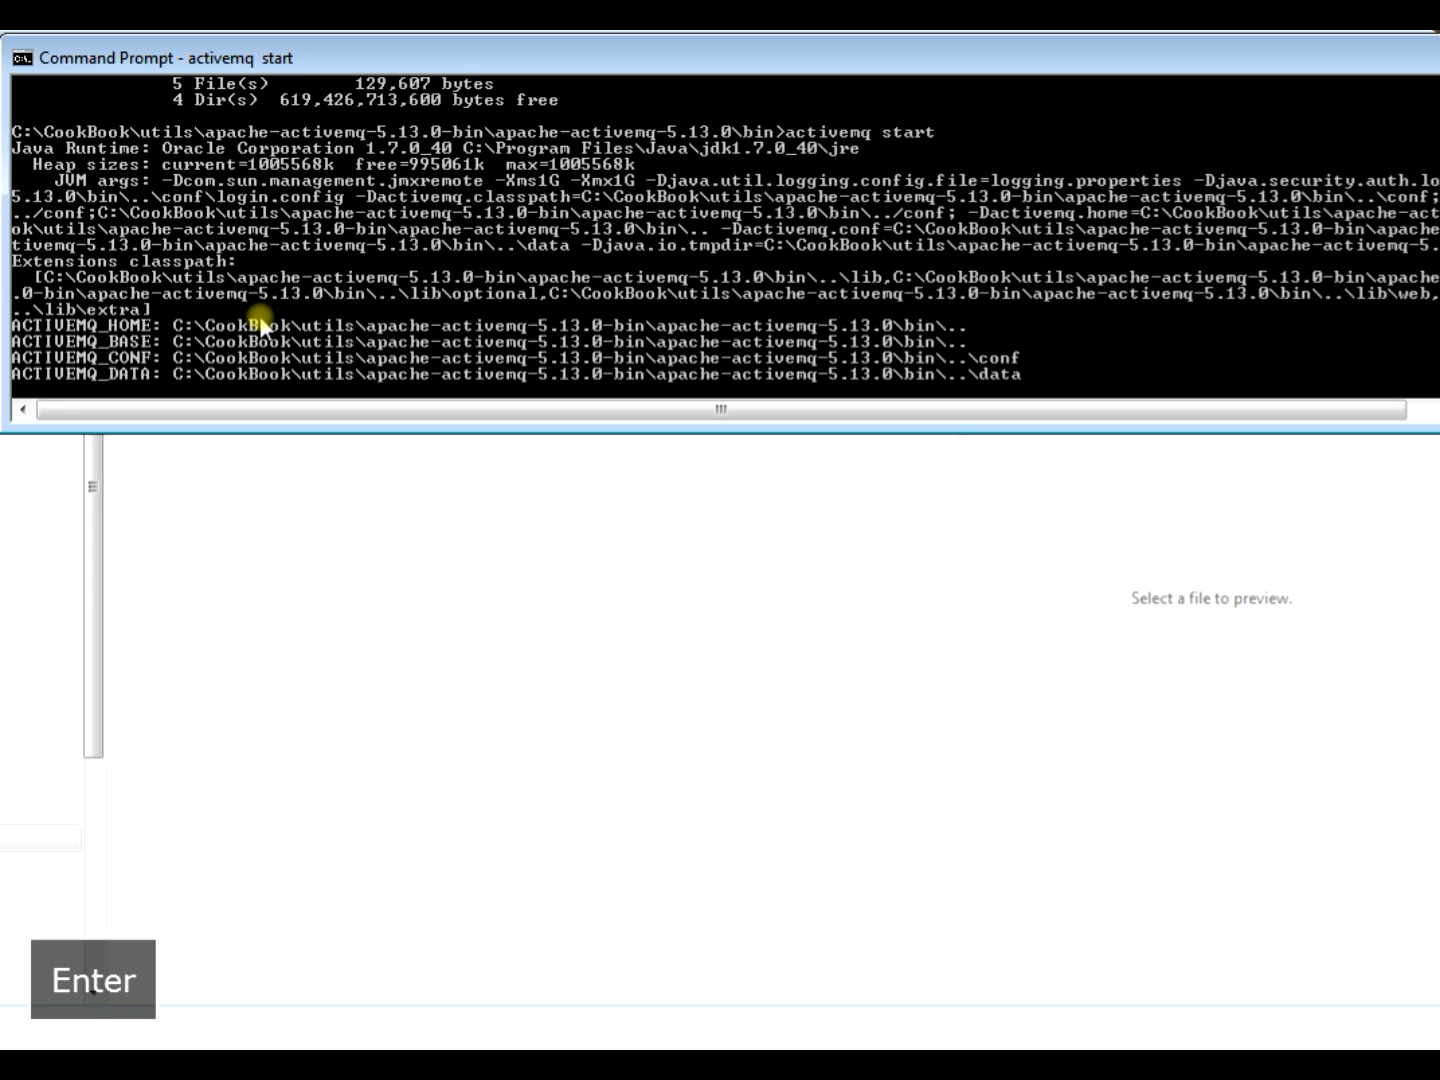 Command Prompt - activemq  start
5 File(s)        129,607 bytes
4 Dir(s)  619,426,713,600 bytes free
C:\CookBook\utils\apache-activemq-5.13.0-bin\apache-activemq-5.13.0\bin>activemq start
Java Runtime: Oracle Corporation 1.7.0_40 C:\Program Files\Java\jdk1.7.0_40\jre
Heap sizes: current=1005568k  free=995061k  max=1005568k
JVM args: -Dcom.sun.management.jmxremote -Xms1G -Xmx1G -Djava.util.logging.config.file=logging.properties -Djava.security.auth.lo
5.13.0\bin\..\conf\login.config -Dactivemq.classpath=C:\CookBook\utils\apache-activemq-5.13.0-bin\apache-activemq-5.13.0\bin\..\conf;
../conf;C:\CookBook\utils\apache-activemq-5.13.0-bin\apache-activemq-5.13.0\bin\../conf; -Dactivemq.home=C:\CookBook\utils\apache-act
ok\utils\apache-activemq-5.13.0-bin\apache-activemq-5.13.0\bin\.. -Dactivemq.conf=C:\CookBook\utils\apache-activemq-5.13.0-bin\apache
tivemq-5.13.0-bin\apache-activemq-5.13.0\bin\..\data -Djava.io.tmpdir=C:\CookBook\utils\apache-activemq-5.13.0-bin\apache-activemq-5.
Extensions classpath:
[C:\CookBook\utils\apache-activemq-5.13.0-bin\apache-activemq-5.13.0\bin\..\lib,C:\CookBook\utils\apache-activemq-5.13.0-bin\apache
.0-bin\apache-activemq-5.13.0\bin\..\lib\optional,C:\CookBook\utils\apache-activemq-5.13.0-bin\apache-activemq-5.13.0\bin\..\lib\web,
..\lib\extra]
ACTIVEMQ_HOME: C:\CookBook\utils\apache-activemq-5.13.0-bin\apache-activemq-5.13.0\bin\..
ACTIVEMQ_BASE: C:\CookBook\utils\apache-activemq-5.13.0-bin\apache-activemq-5.13.0\bin\..
ACTIVEMQ_CONF: C:\CookBook\utils\apache-activemq-5.13.0-bin\apache-activemq-5.13.0\bin\..\conf
ACTIVEMQ_DATA: C:\CookBook\utils\apache-activemq-5.13.0-bin\apache-activemq-5.13.0\bin\..\data
Select a file to preview.
Enter